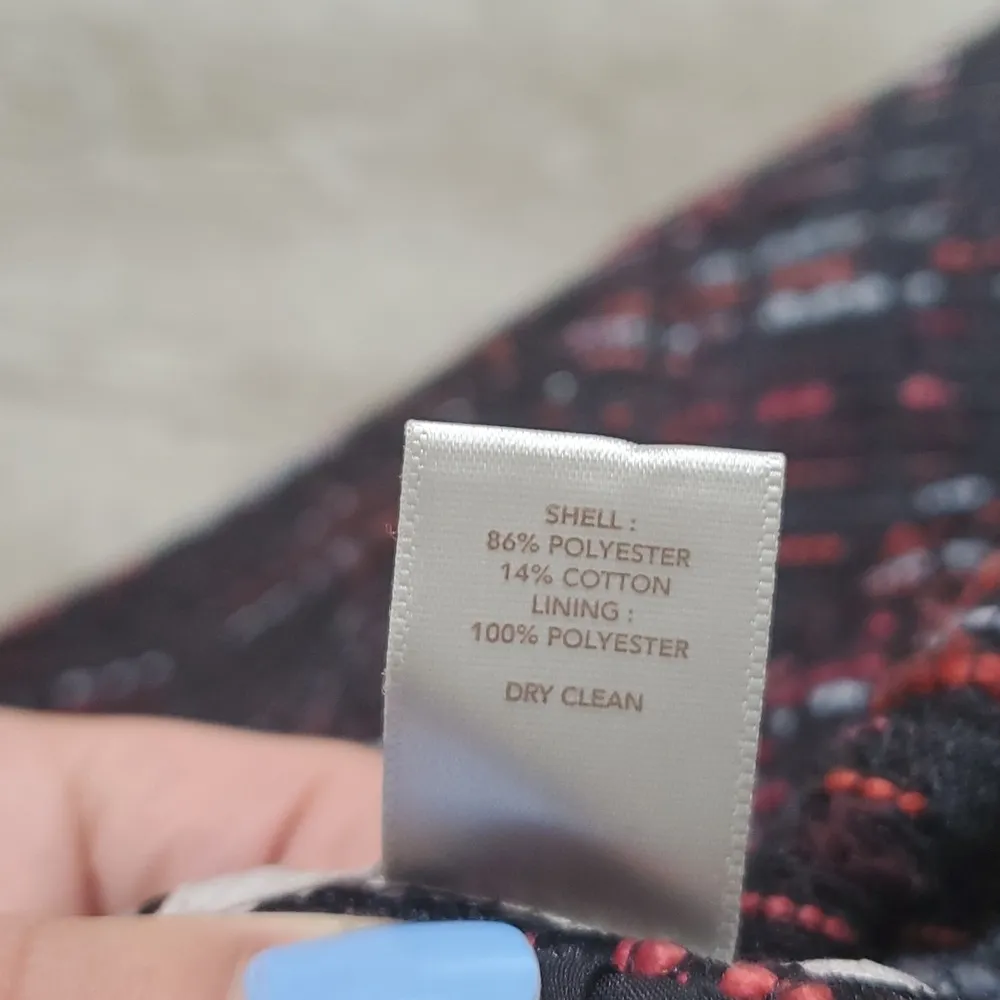 SHELL :
86% POLYESTER
14% COTTON
LINING :
100% POLYESTER
DRY CLEAN